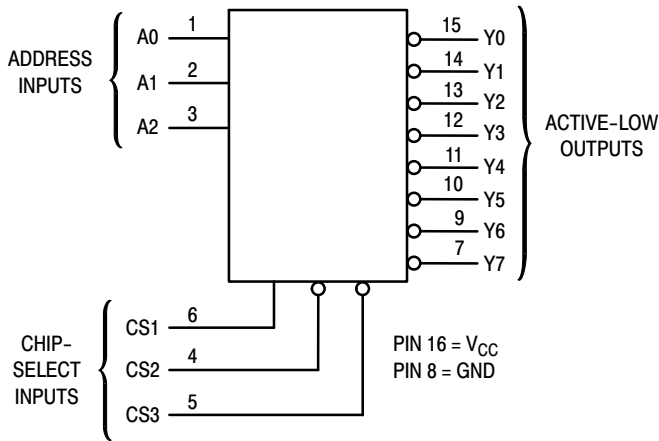 ADDRESS
INPUTS
A0 1
A1 2
A2 3
15 Y0
14 Y1
13 Y2
12 Y3
11 Y4
10 Y5
9 Y6
7 Y7
ACTIVE-LOW
OUTPUTS
CHIP-
SELECT
INPUTS
CS1 6
CS2 4
CS3 5
PIN 16 = VCC
PIN 8 = GND